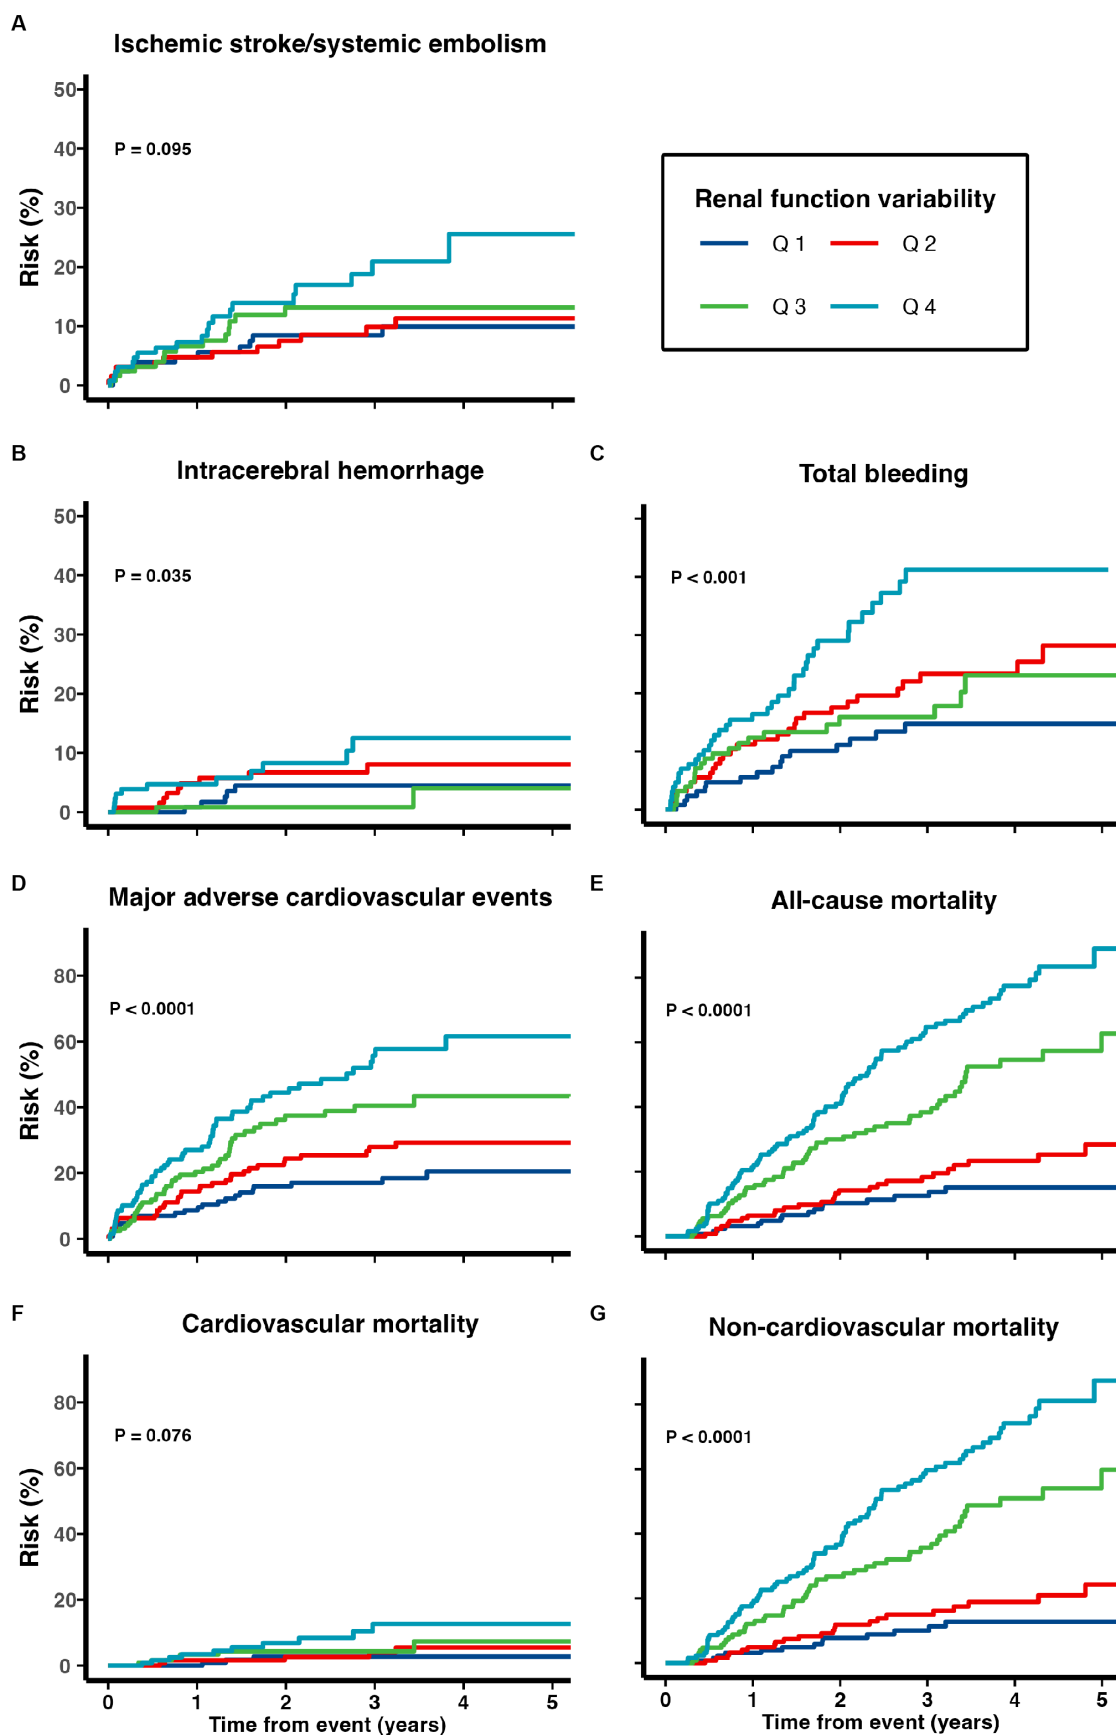 A
Ischemic stroke/systemic embolism
50
40
30
20
10
0
Risk (%)
P = 0.095
Renal function variability
Q 1
Q 2
Q 3
Q 4
B
Intracerebral hemorrhage
50
40
30
20
10
0
Risk (%)
P = 0.035
C
Total bleeding
P < 0.001
D
Major adverse cardiovascular events
80
60
40
20
0
Risk (%)
P < 0.0001
E
All-cause mortality
P < 0.0001
F
Cardiovascular mortality
80
60
40
20
0
Risk (%)
P = 0.076
0 1 2 3 4 5
Time from event (years)
G
Non-cardiovascular mortality
P < 0.0001
0 1 2 3 4 5
Time from event (years)